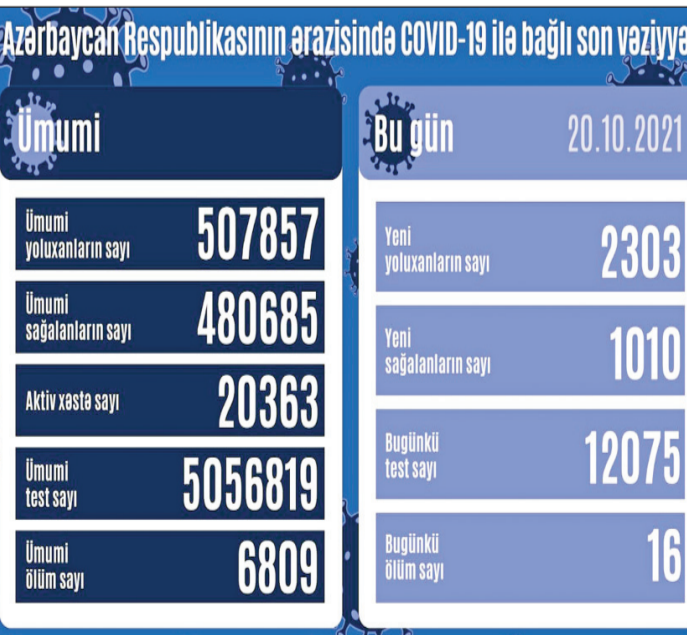 Azərbaycan Respublikasının ərazisində COVID-19 ilə bağlı son vəziyyə
Ümumi
Ümumi
yoluxanların sayı
507857
Ümumi
sağalanların sayı
480685
Aktiv xəstə sayı
20363
Ümumi
test sayı
5056819
Ümumi
ölüm sayı
6809
Bu gün
20.10.2021
Yeni
yoluxanların sayı
2303
Yeni
sağalanların sayı
1010
Bugünkü
test sayı
12075
Bugünkü
ölüm sayı
16